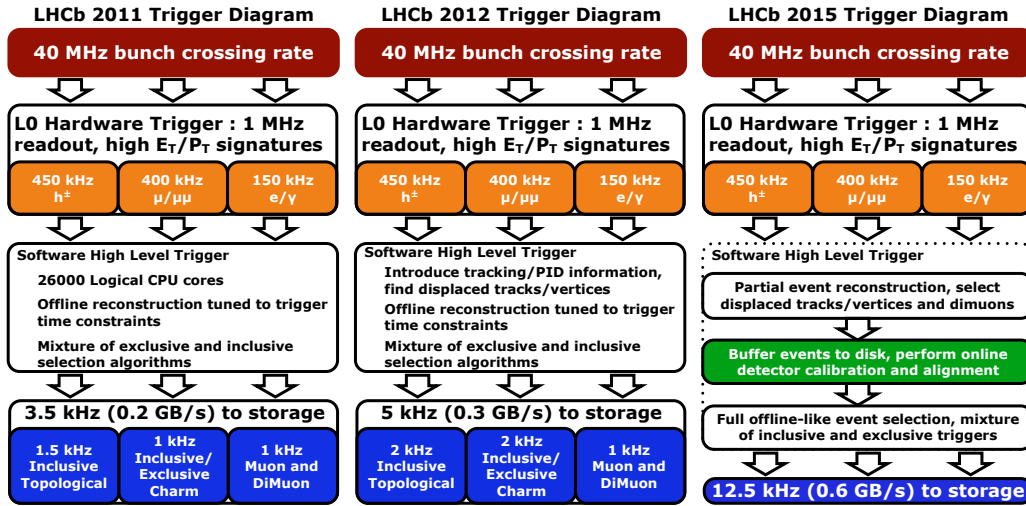 LHCb 2011 Trigger Diagram
40 MHz bunch crossing rate
L0 Hardware Trigger : 1 MHz
readout, high E_T/P_T signatures
450 kHz
h±
400 kHz
μ/μμ
150 kHz
e/γ
Software High Level Trigger
26000 Logical CPU cores
Offline reconstruction tuned to trigger
time constraints
Mixture of exclusive and inclusive
selection algorithms
3.5 kHz (0.2 GB/s) to storage
1.5 kHz
Inclusive
Topological
1 kHz
Inclusive/
Exclusive
Charm
1 kHz
Muon and
DiMuon
LHCb 2012 Trigger Diagram
40 MHz bunch crossing rate
L0 Hardware Trigger : 1 MHz
readout, high E_T/P_T signatures
450 kHz
h±
400 kHz
μ/μμ
150 kHz
e/γ
Software High Level Trigger
Introduce tracking/PID information,
find displaced tracks/vertices
Offline reconstruction tuned to trigger
time constraints
Mixture of exclusive and inclusive
selection algorithms
5 kHz (0.3 GB/s) to storage
2 kHz
Inclusive
Topological
2 kHz
Inclusive/
Exclusive
Charm
1 kHz
Muon and
DiMuon
LHCb 2015 Trigger Diagram
40 MHz bunch crossing rate
L0 Hardware Trigger : 1 MHz
readout, high E_T/P_T signatures
450 kHz
h±
400 kHz
μ/μμ
150 kHz
e/γ
Software High Level Trigger
Partial event reconstruction, select
displaced tracks/vertices and dimuons
Buffer events to disk, perform online
detector calibration and alignment
Full offline-like event selection, mixture
of inclusive and exclusive triggers
12.5 kHz (0.6 GB/s) to storage